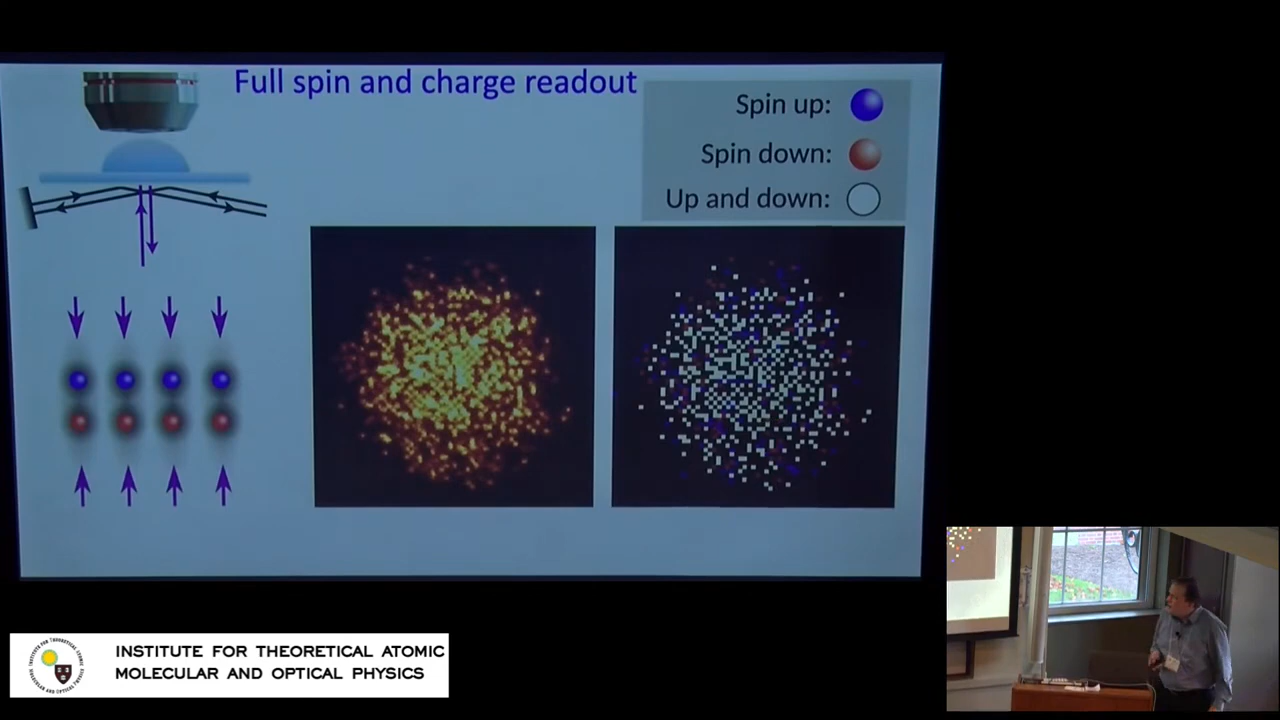 Full spin and charge readout
Spin up:
Spin down:
Up and down:
INSTITUTE FOR THEORETICAL ATOMIC
MOLECULAR AND OPTICAL PHYSICS